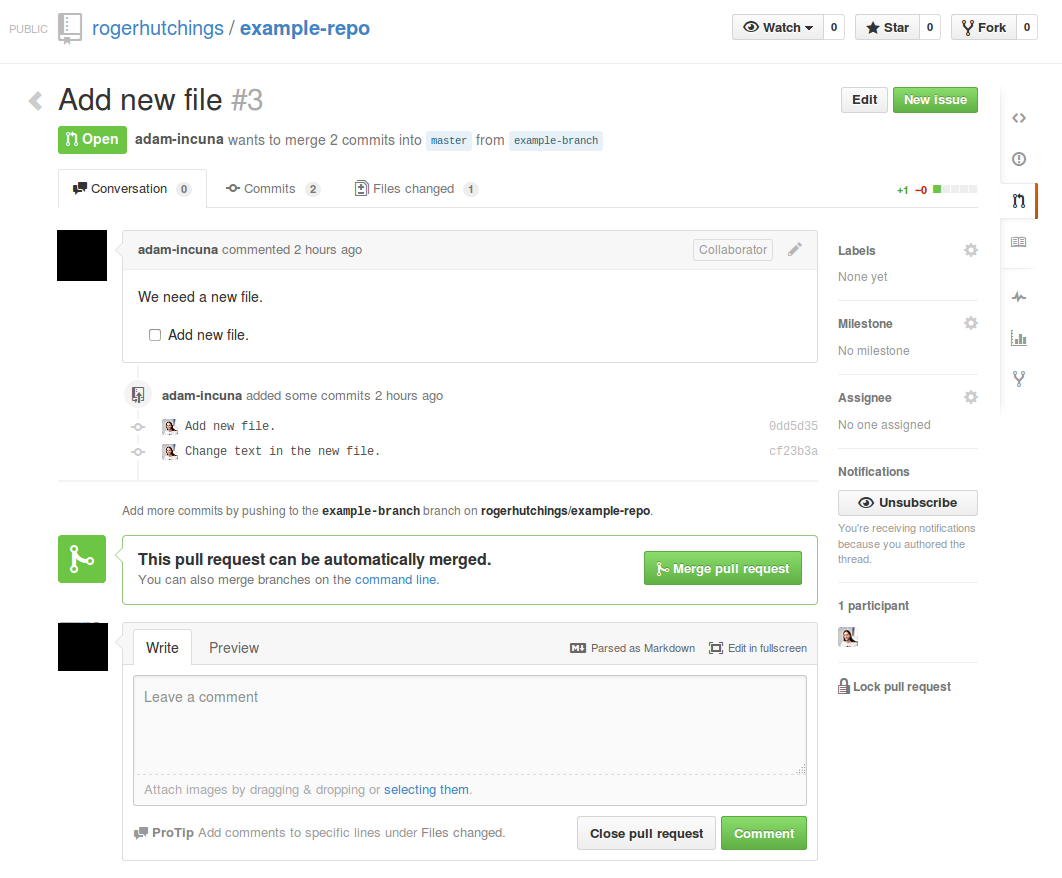 PUBLIC rogerhutchings / example-repo Watch 0 Star 0 Fork 0
Add new file #3 Edit New issue
Open adam-incuna wants to merge 2 commits into master from example-branch
Conversation 0 Commits 2 Files changed 1 +1 −0
adam-incuna commented 2 hours ago Collaborator
We need a new file.
Add new file.
adam-incuna added some commits 2 hours ago
Add new file. 0dd5d35
Change text in the new file. cf23b3a
Add more commits by pushing to the example-branch branch on rogerhutchings/example-repo.
This pull request can be automatically merged.
You can also merge branches on the command line.
Merge pull request
Write Preview Parsed as Markdown Edit in fullscreen
Leave a comment
Attach images by dragging & dropping or selecting them.
ProTip Add comments to specific lines under Files changed.
Close pull request Comment
Labels
None yet
Milestone
No milestone
Assignee
No one assigned
Notifications
Unsubscribe
You're receiving notifications
because you authored the
thread.
1 participant
Lock pull request